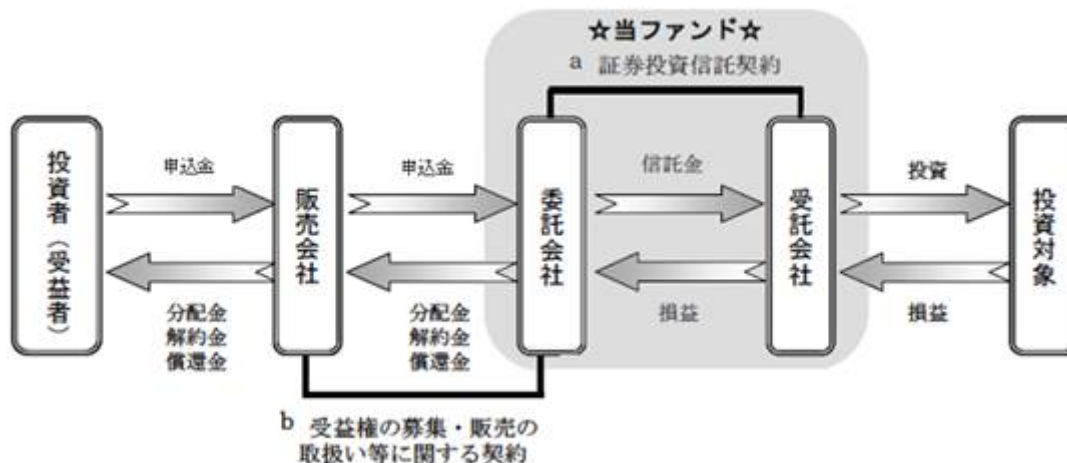 ☆当ファンド☆
a 証券投資信託契約
投資者（受益者）
申込金
分配金
解約金
償還金
販売会社
申込金
分配金
解約金
償還金
委託会社
信託金
損益
受託会社
投資
損益
投資対象
b 受益権の募集・販売の
取扱い等に関する契約